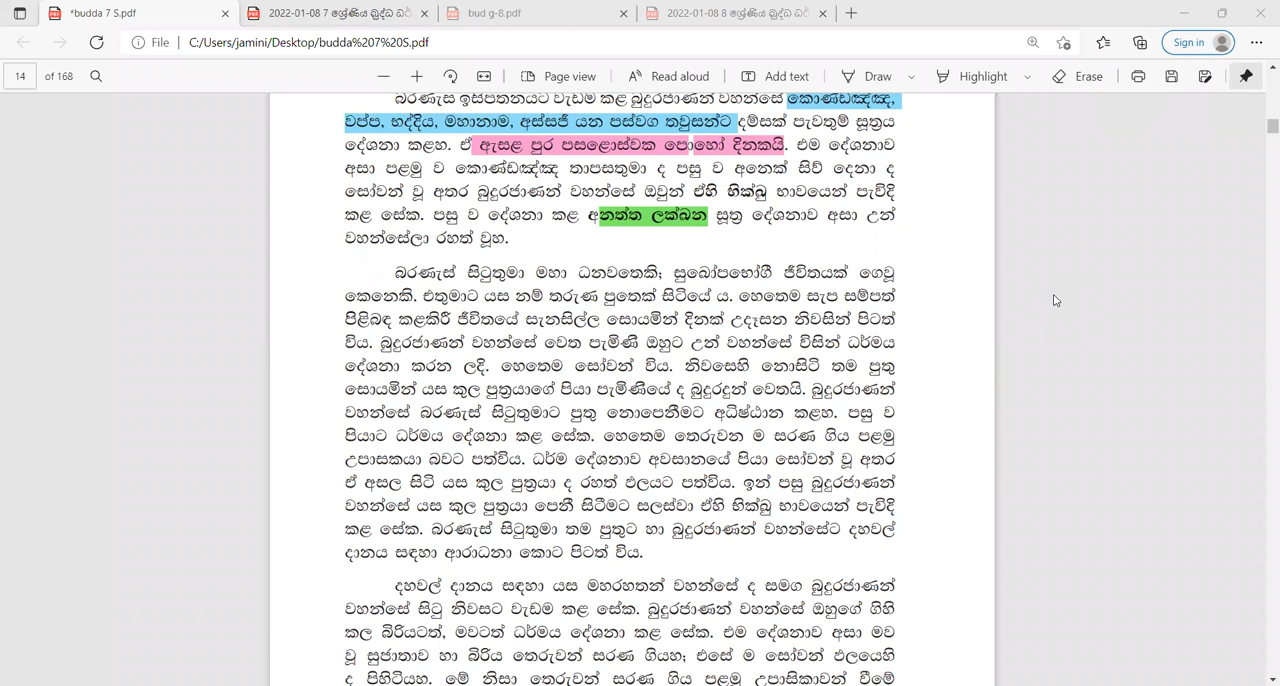 *budda 7 S.pdf
2022-01-08 7 ශ්‍රේණිය බුද්ධ ධර්
bud g-8.pdf
2022-01-08 8 ශ්‍රේණිය බුද්ධ ධර්
File C:/Users/jamini/Desktop/budda%207%20S.pdf
Sign in
14 of 168 Page view Read aloud Add text Draw Highlight Erase
බරණැස ඉසිපතනයට වැඩම කළ බුදුරජාණන් වහන්සේ කොණ්ඩඤ්ඤ,
වප්ප, භද්දිය, මහානාම, අස්සජි යන පස්වග තවුසන්ට දම්සක් පැවතුම් සූත්‍රය
දේශනා කළහ. ඒ ඇසළ පුර පසළොස්වක පොහෝ දිනකයි. එම දේශනාව
අසා පළමු ව කොණ්ඩඤ්ඤ තාපසතුමා ද පසු ව අනෙක් සිව් දෙනා ද
සෝවන් වූ අතර බුදුරජාණන් වහන්සේ ඔවුන් ඒහි භික්ඛු භාවයෙන් පැවිදි
කළ සේක. පසු ව දේශනා කළ අනත්ත ලක්ඛන සූත්‍ර දේශනාව අසා උන්
වහන්සේලා රහත් වූහ.
බරණැස් සිටුතුමා මහා ධනවතෙකි; සුඛෝපභෝගී ජීවිතයක් ගෙවූ
කෙනෙකි. එතුමාට යස නම් තරුණ පුතෙක් සිටියේ ය. හෙතෙම සැප සම්පත්
පිළිබඳ කළකිරී ජීවිතයේ සැනසිල්ල සොයමින් දිනක් උදෑසන නිවසින් පිටත්
විය. බුදුරජාණන් වහන්සේ වෙත පැමිණි ඔහුට උන් වහන්සේ විසින් ධර්මය
දේශනා කරන ලදි. හෙතෙම සෝවන් විය. නිවසෙහි නොසිටි තම පුතු
සොයමින් යස කුල පුත්‍රයාගේ පියා පැමිණියේ ද බුදුරදුන් වෙතයි. බුදුරජාණන්
වහන්සේ බරණැස් සිටුතුමාට පුතු නොපෙනීමට අධිෂ්ඨාන කළහ. පසු ව
පියාට ධර්මය දේශනා කළ සේක. හෙතෙම තෙරුවන ම සරණ ගිය පළමු
උපාසකයා බවට පත්විය. ධර්ම දේශනාව අවසානයේ පියා සෝවන් වූ අතර
ඒ අසල සිටි යස කුල පුත්‍රයා ද රහත් ඵලයට පත්විය. ඉන් පසු බුදුරජාණන්
වහන්සේ යස කුල පුත්‍රයා පෙනී සිටීමට සලස්වා ඒහි භික්ඛු භාවයෙන් පැවිදි
කළ සේක. බරණැස් සිටුතුමා තම පුතුට හා බුදුරජාණන් වහන්සේට දහවල්
දානය සඳහා ආරාධනා කොට පිටත් විය.
දහවල් දානය සඳහා යස මහරහතන් වහන්සේ ද සමග බුදුරජාණන්
වහන්සේ සිටු නිවසට වැඩම කළ සේක. බුදුරජාණන් වහන්සේ ඔහුගේ ගිහි
කල බිරියටත්, මවටත් ධර්මය දේශනා කළ සේක. එම දේශනාව අසා මව
වූ සුජාතාව හා බිරිය තෙරුවන් සරණ ගියහ; එසේ ම සෝවන් ඵලයෙහි
ද පිහිටියහ. මේ නිසා තෙරුවන් සරණ ගිය පළමු උපාසිකාවන් වීමේ